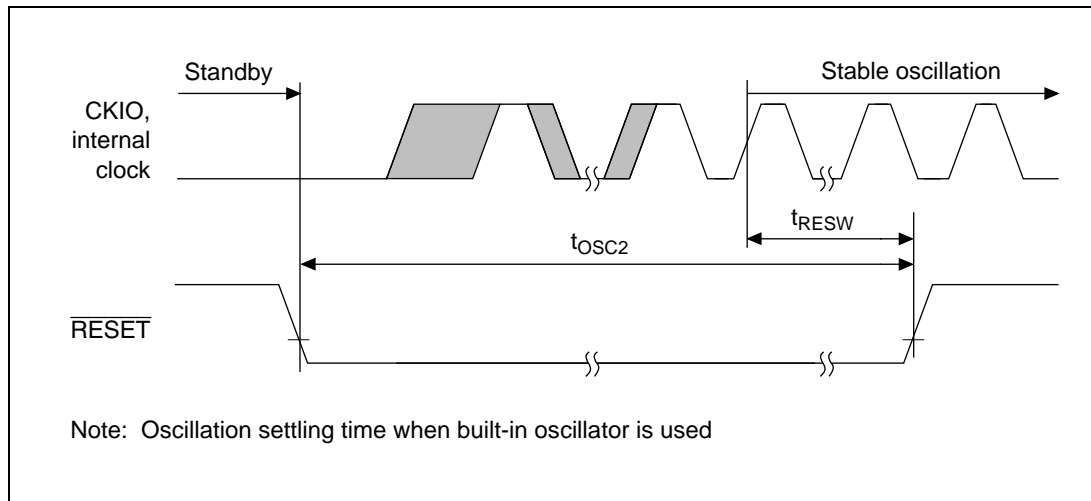 Standby
Stable oscillation
CKIO,
internal
clock
tRESW
tOSC2
RESET
Note: Oscillation settling time when built-in oscillator is used